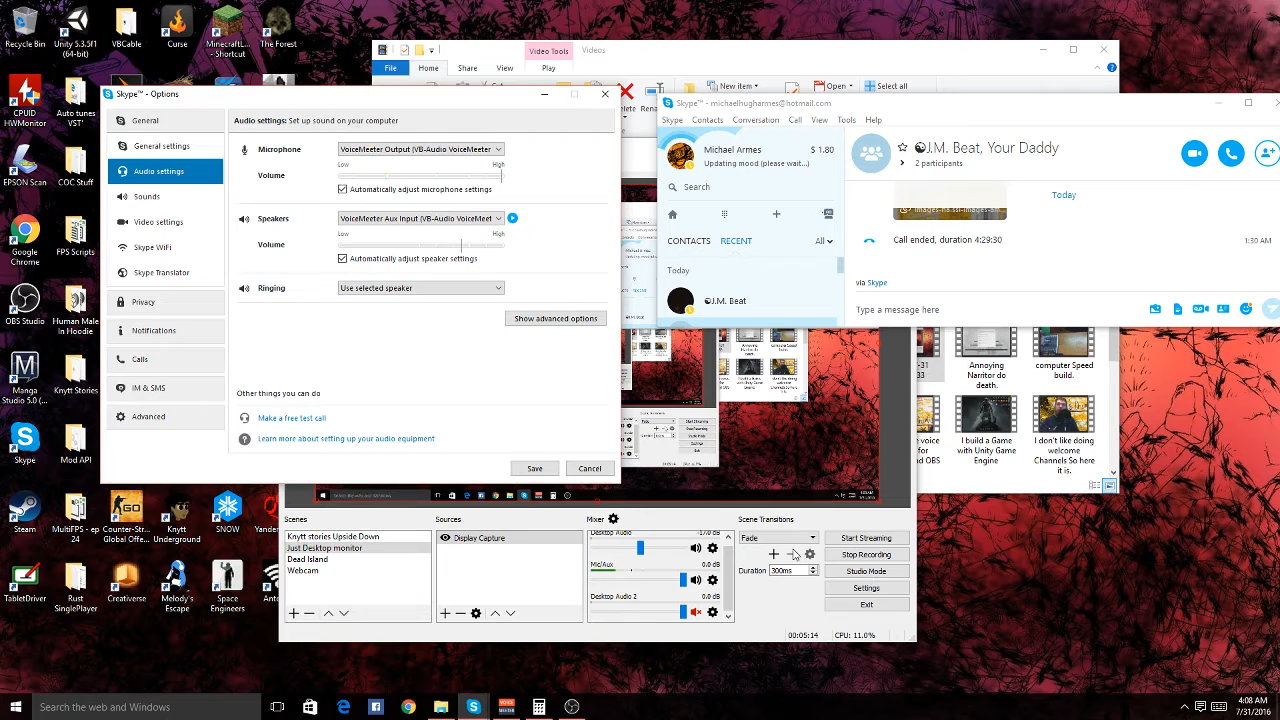 Recycle Bin
Unity 5.3.5f1
(64-bit)
VBCable
Curse
MinecraftL...
- Shortcut
The Forest
CPUID
HWMonitor
Auto tunes
VST'
EPSON Scan
COC Stuff
Google
Chrome
FPS Script
OBS Studio
Human Male
In Hoodie
Manga
Studio 5.0 (...
Knytt Stor...
Skype
Mod API
Steam
MultiFPS - ep
24
Counter-Str...
Global Offe...
Knytt
Underground
SNOW
TabletDriver
Rust
SinglePlayer
Creativerse
Melody's
Escape
Space
Engineers
Video Tools
Videos
File
Home
Share
View
Play
New item
Open
Select all
Skype™ - Options
General
General settings
Audio settings
Sounds
Video settings
Skype WiFi
Skype Translator
Privacy
Notifications
Calls
IM & SMS
Advanced
Audio settings: Set up sound on your computer
Microphone
VoiceMeeter Output (VB-Audio VoiceMeeter
Low
High
Volume
Automatically adjust microphone settings
Speakers
VoiceMeeter Aux Input (VB-Audio VoiceMeet
Low
High
Volume
Automatically adjust speaker settings
Ringing
Use selected speaker
Show advanced options
Other things you can do
Make a free test call
Learn more about setting up your audio equipment
Save
Cancel
Skype™ - michaelhugharmes@hotmail.com
Skype
Contacts
Conversation
Call
View
Tools
Help
Michael Armes
$ 1.80
Updating mood (please wait...)
Search
CONTACTS
RECENT
All
Today
J.M. Beat
J.M. Beat, Your Daddy
2 participants
Today
Call ended, duration 4:29:30
1:30 AM
via Skype
Type a message here
Annoying
Narritor do
death.
computer Speed
build.
I build a Game
with Unity Game
Engine
I don't like doing
welcome
Channels So here
it is.
Scenes
Knytt stories Upside Down
Just Desktop monitor
Dead Island
Webcam
Sources
Display Capture
Mixer
Desktop Audio
-17.0 dB
Mic/Aux
0.0 dB
Desktop Audio 2
0.0 dB
Scene Transitions
Fade
Duration
300ms
Start Streaming
Stop Recording
Studio Mode
Settings
Exit
00:05:14
CPU: 11.0%
Search the web and Windows
4:08 AM
7/31/2016